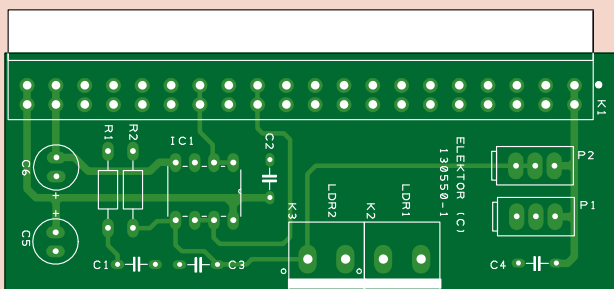 K1
R1
R2
IC1
C2
ELEKTOR (C)
130550-1
P2
C6
K3
LDR2
K2
LDR1
P1
+
+
C5
C1
C3
C4